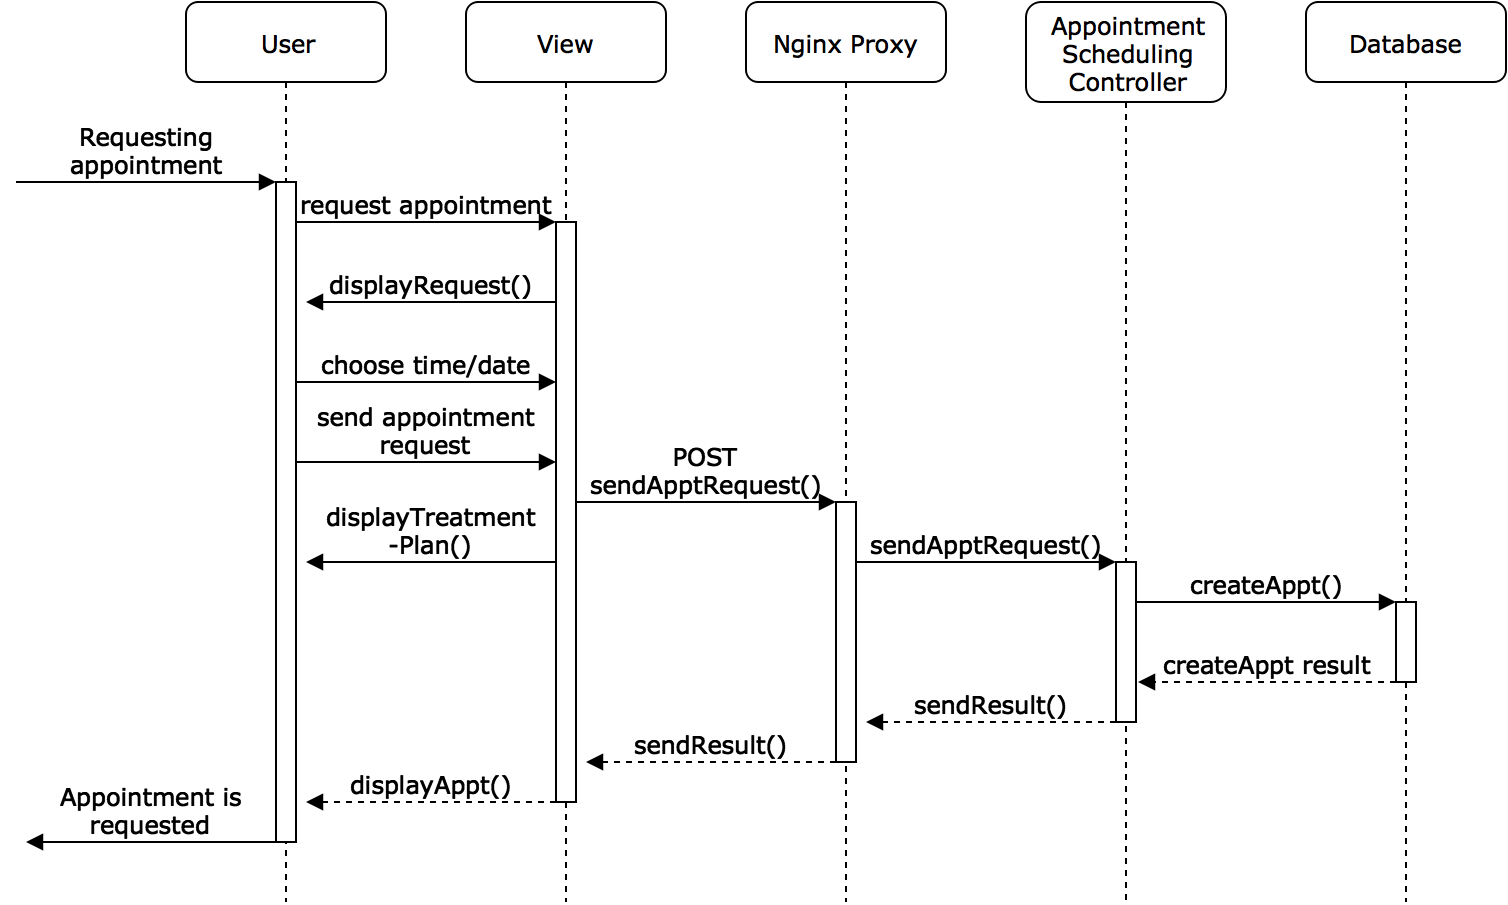 User
View
Nginx Proxy
Appointment
Scheduling
Controller
Database
Requesting
appointment
request appointment
displayRequest()
choose time/date
send appointment
request
POST
sendApptRequest()
displayTreatment
-Plan()
sendApptRequest()
createAppt()
createAppt result
sendResult()
sendResult()
displayAppt()
Appointment is
requested